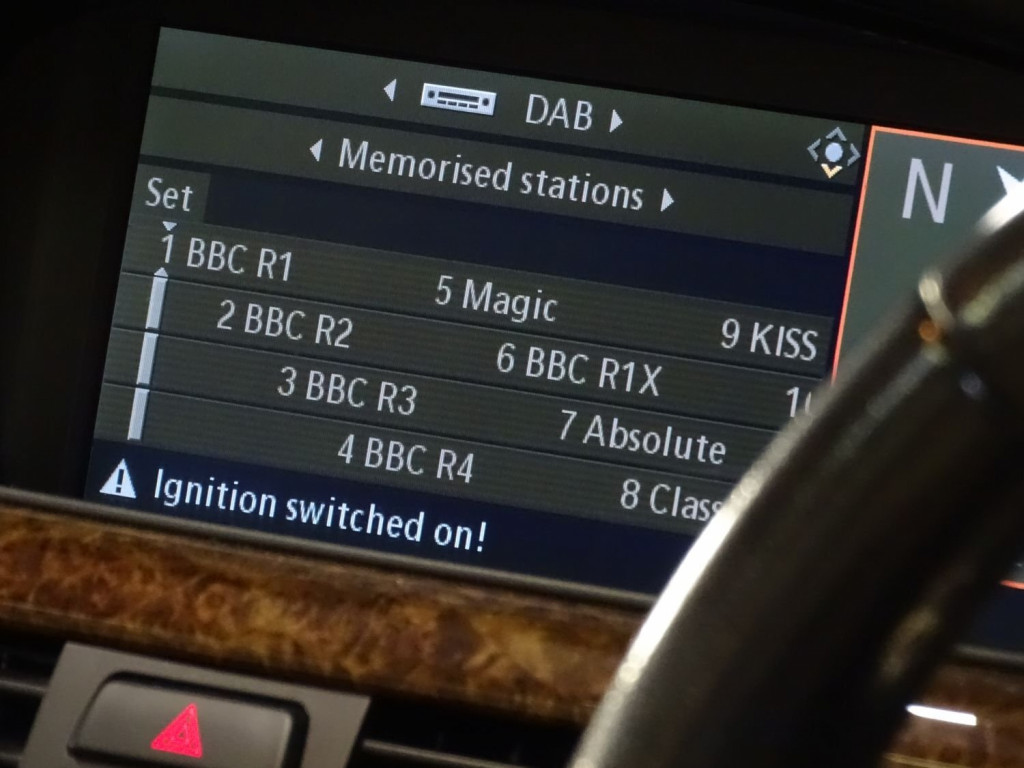 DAB
Memorised stations
Set
1 BBC R1
5 Magic
9 KISS
2 BBC R2
6 BBC R1X
3 BBC R3
7 Absolute
4 BBC R4
8
Ignition switched on!
N